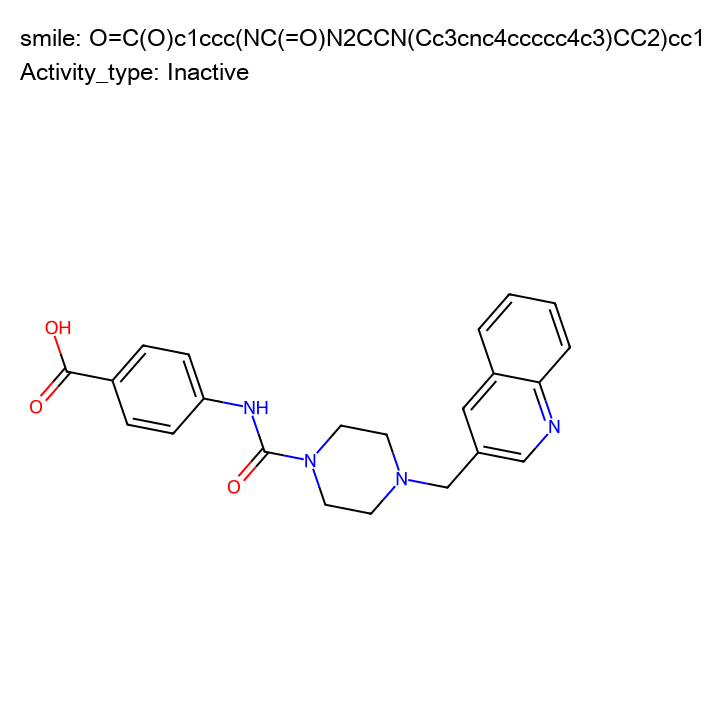 smile: O=C(O)c1ccc(NC(=O)N2CCN(Cc3cnc4ccccc4c3)CC2)cc1
Activity_type: Inactive
OH
O
NH
O
N
N
N